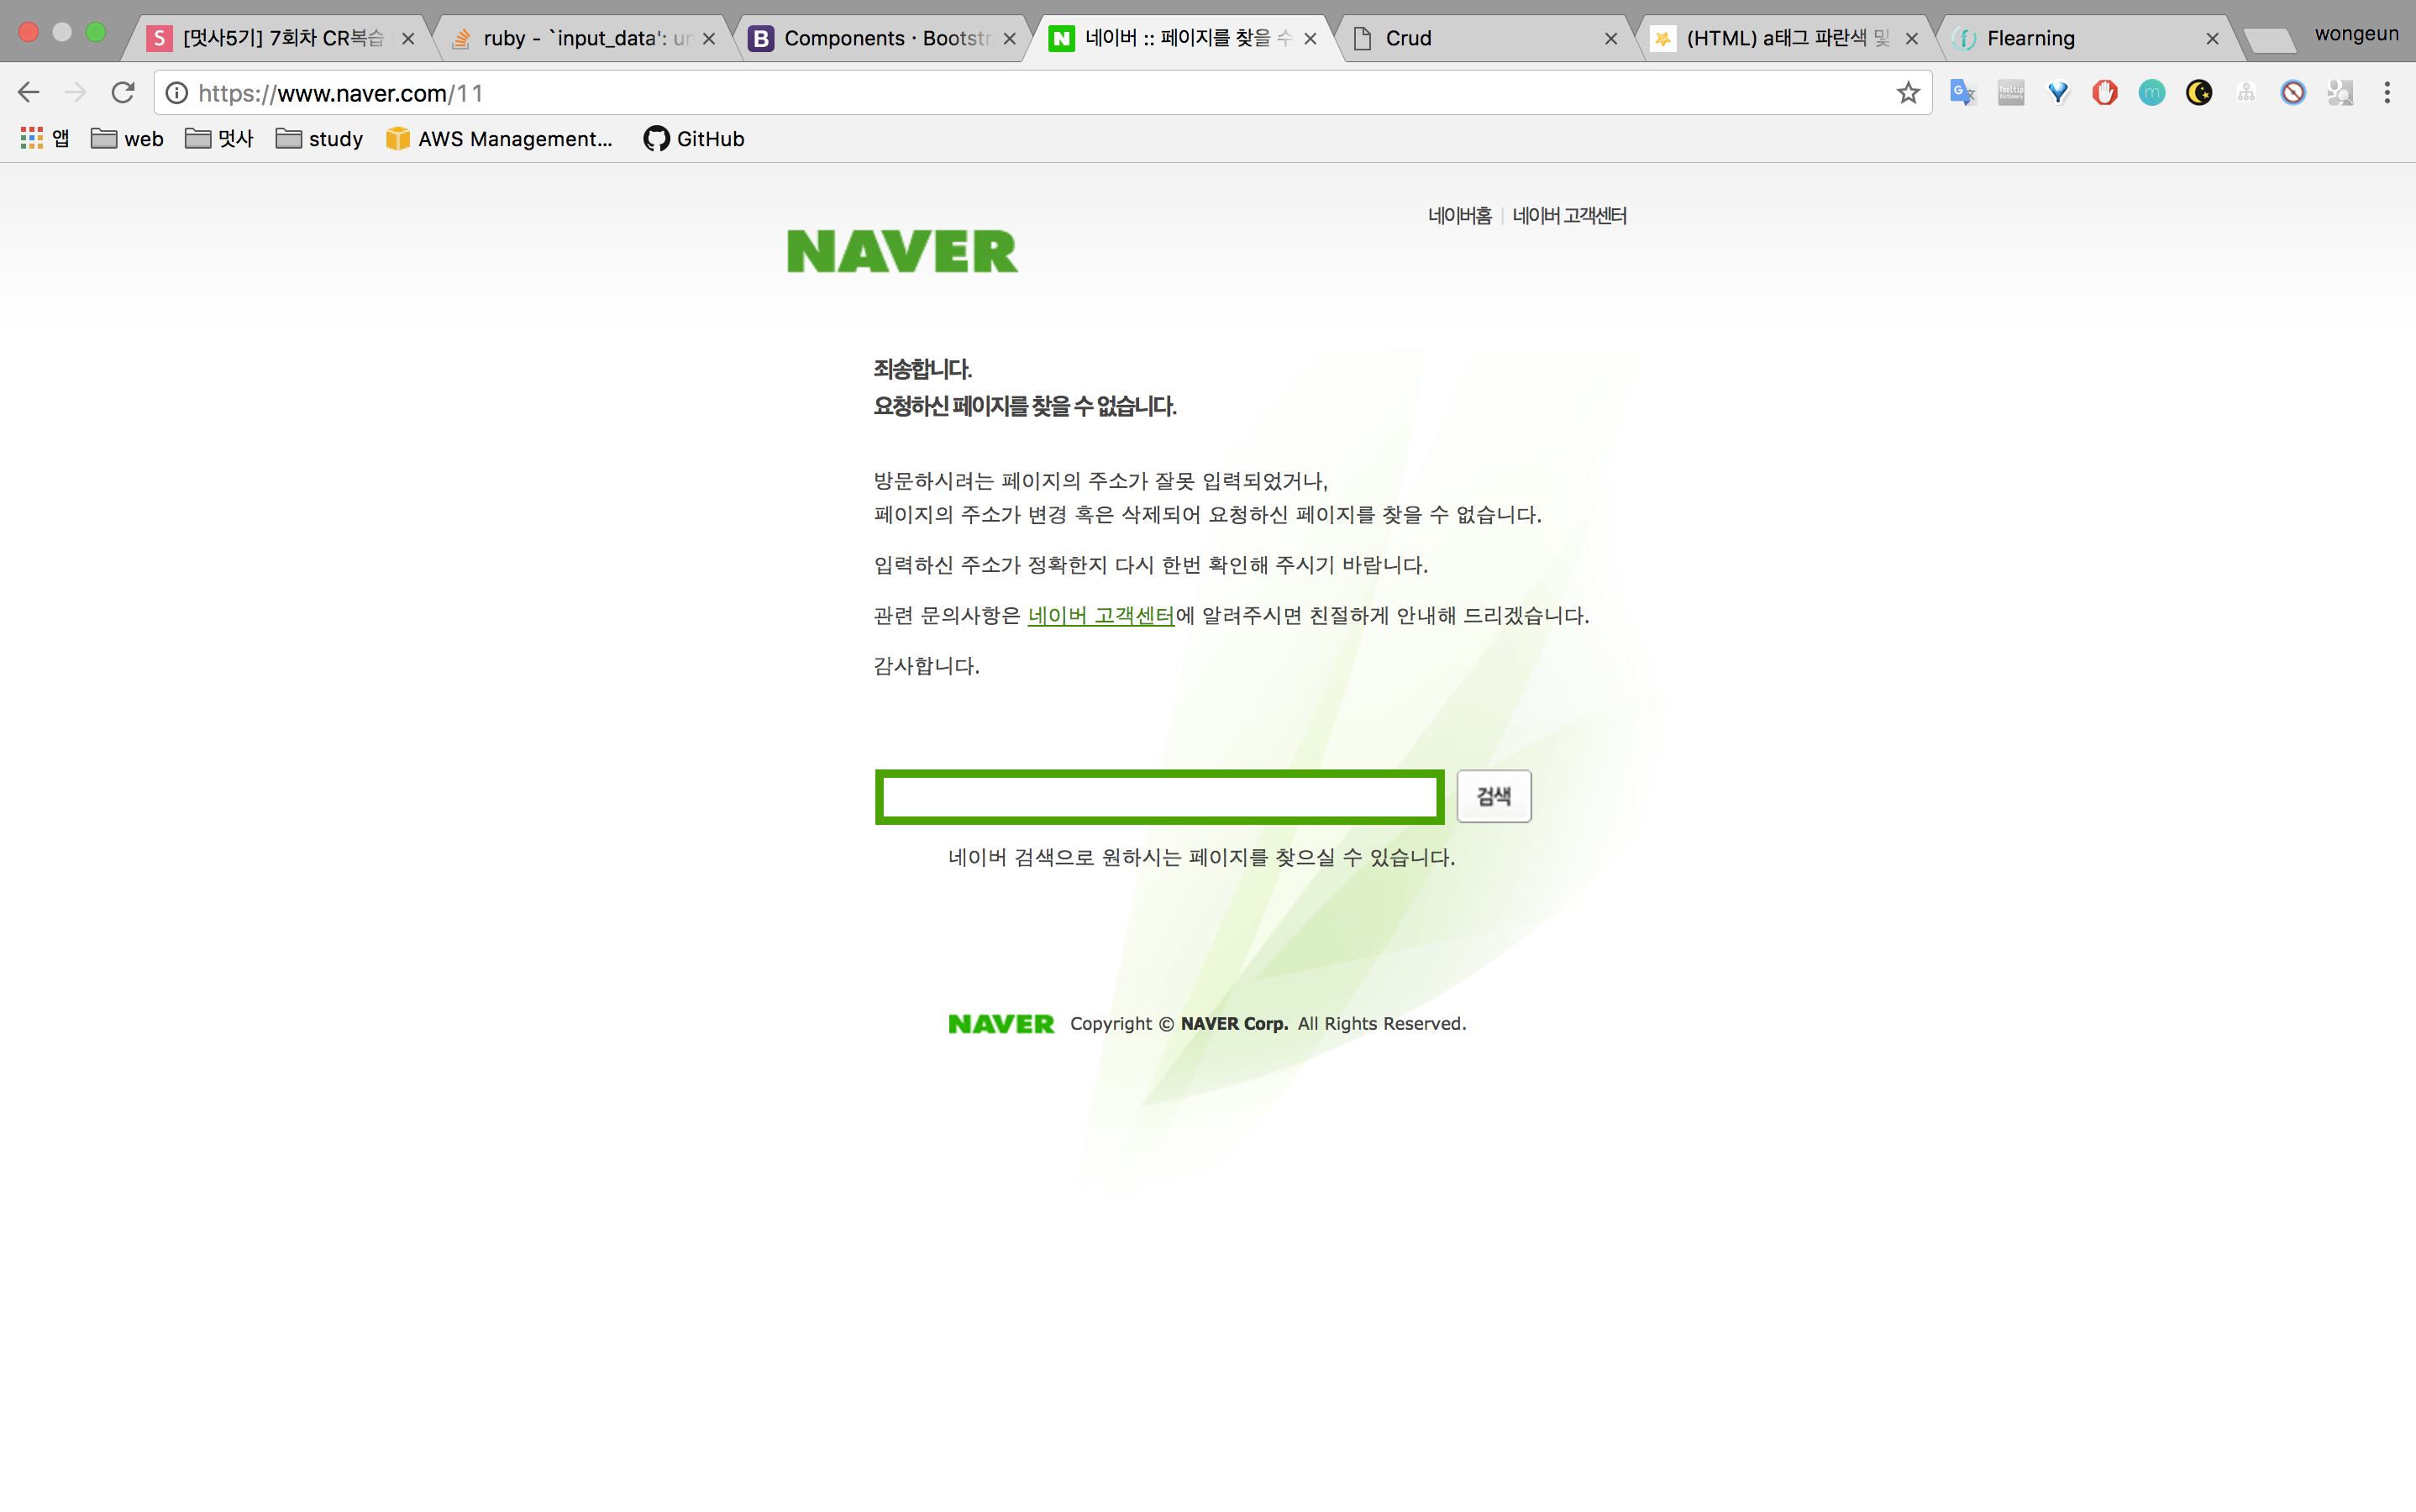 [멋사5기] 7회차 CR복습
ruby - `input_data': un
Components · Bootstr
네이버 :: 페이지를 찾을 수
Crud
(HTML) a태그 파란색 및
Flearning
wongeun
https://www.naver.com/11
앱
web
멋사
study
AWS Management...
GitHub
네이버홈 | 네이버 고객센터
NAVER
죄송합니다.
요청하신 페이지를 찾을 수 없습니다.
방문하시려는 페이지의 주소가 잘못 입력되었거나,
페이지의 주소가 변경 혹은 삭제되어 요청하신 페이지를 찾을 수 없습니다.
입력하신 주소가 정확한지 다시 한번 확인해 주시기 바랍니다.
관련 문의사항은 네이버 고객센터에 알려주시면 친절하게 안내해 드리겠습니다.
감사합니다.
검색
네이버 검색으로 원하시는 페이지를 찾으실 수 있습니다.
NAVER Copyright © NAVER Corp. All Rights Reserved.